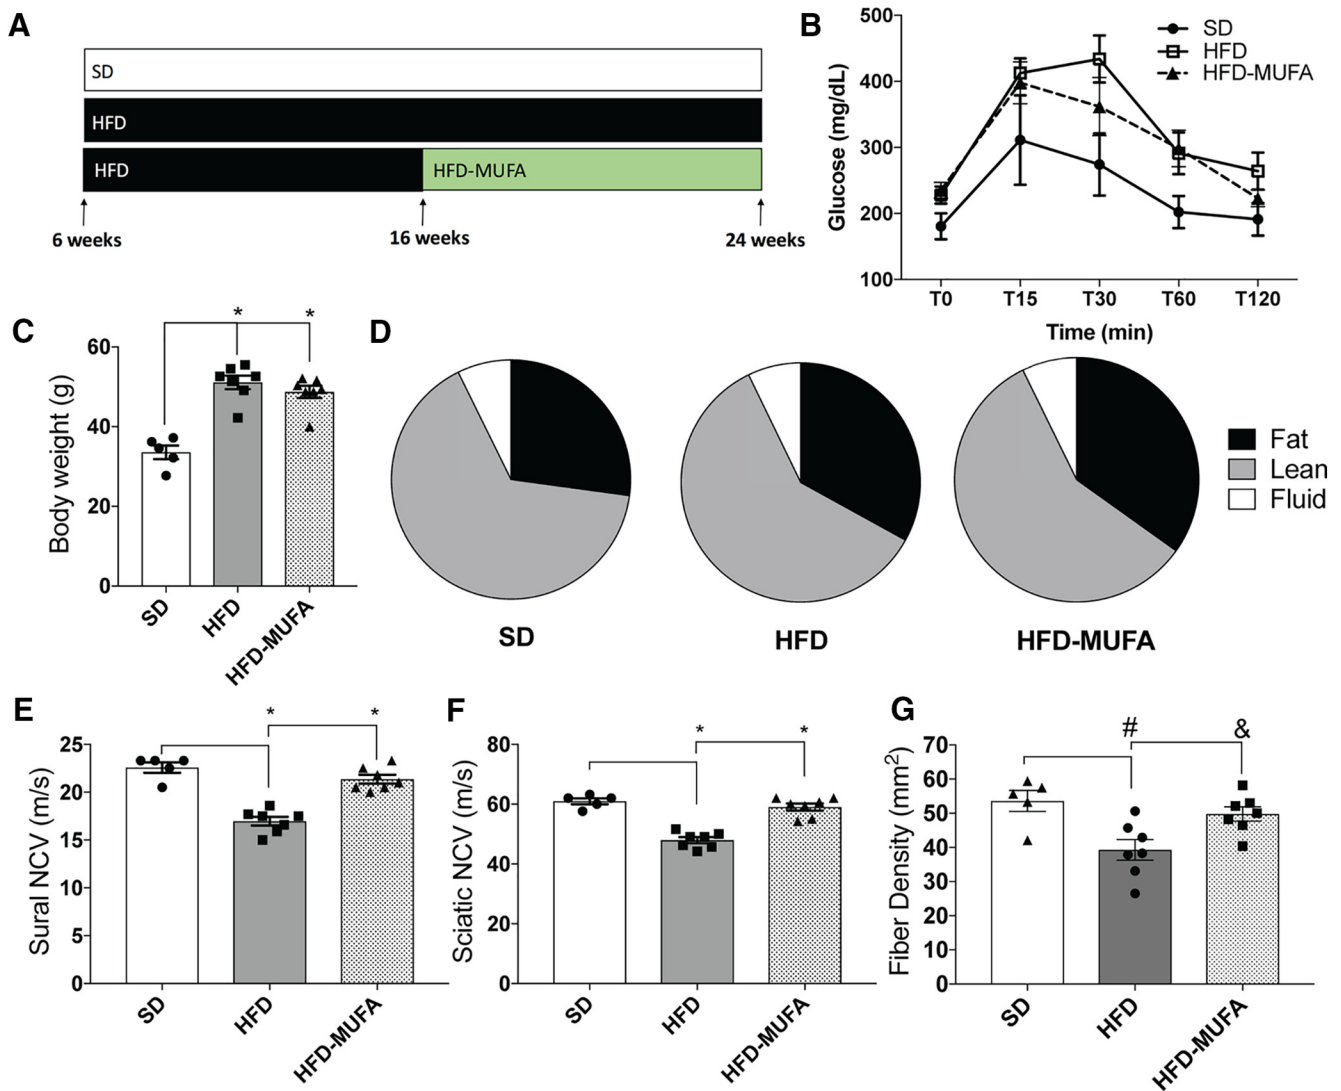 A
SD
HFD
HFD
HFD-MUFA
6 weeks
16 weeks
24 weeks
B
500
400
300
200
100
Glucose (mg/dL)
SD
HFD
HFD-MUFA
T0
T15
T30
T60
T120
Time (min)
C
* *
60
40
20
0
Body weight (g)
SD
HFD
HFD-MUFA
D
Fat
Lean
Fluid
SD
HFD
HFD-MUFA
E
* *
25
20
15
10
5
0
Sural NCV (m/s)
SD
HFD
HFD-MUFA
F
* *
80
60
40
20
0
Sciatic NCV (m/s)
SD
HFD
HFD-MUFA
G
# &
70
60
50
40
30
20
10
0
Fiber Density (mm²)
SD
HFD
HFD-MUFA